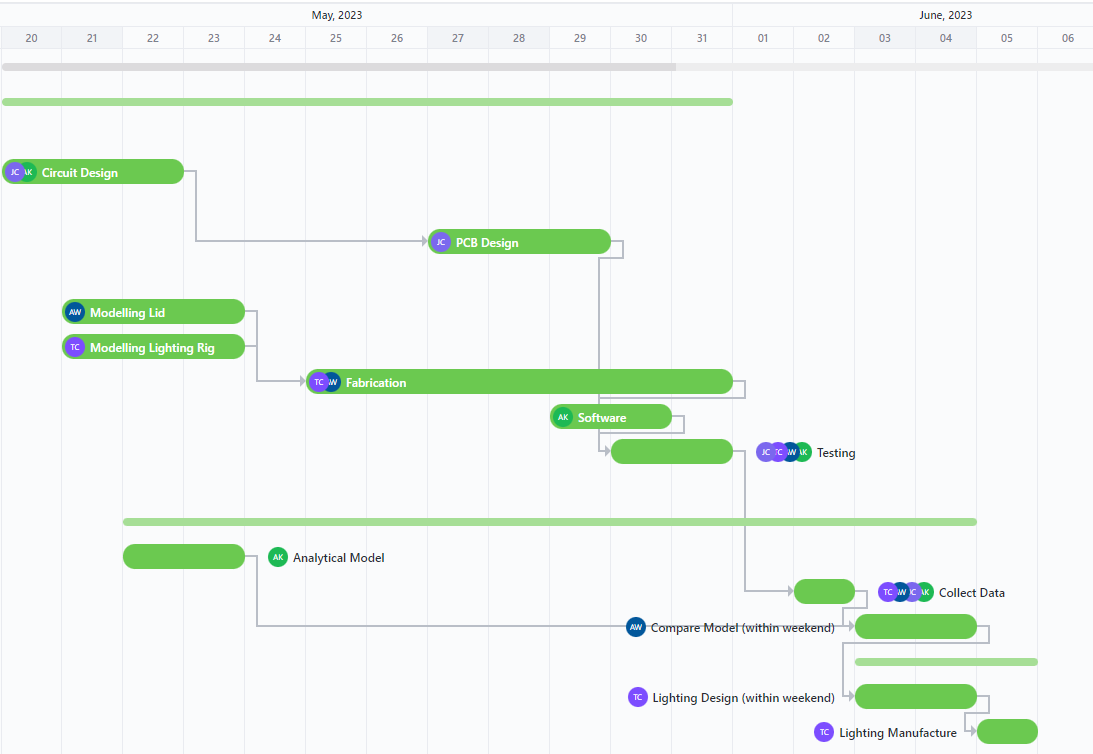 May, 2023 June, 2023
20 21 22 23 24 25 26 27 28 29 30 31 01 02 03 04 05 06
JC AK Circuit Design
JC PCB Design
AW Modelling Lid
TC Modelling Lighting Rig
TC AW Fabrication
AK Software
JC TC AW AK Testing
AK Analytical Model
TC AW JC AK Collect Data
AW Compare Model (within weekend)
TC Lighting Design (within weekend)
TC Lighting Manufacture